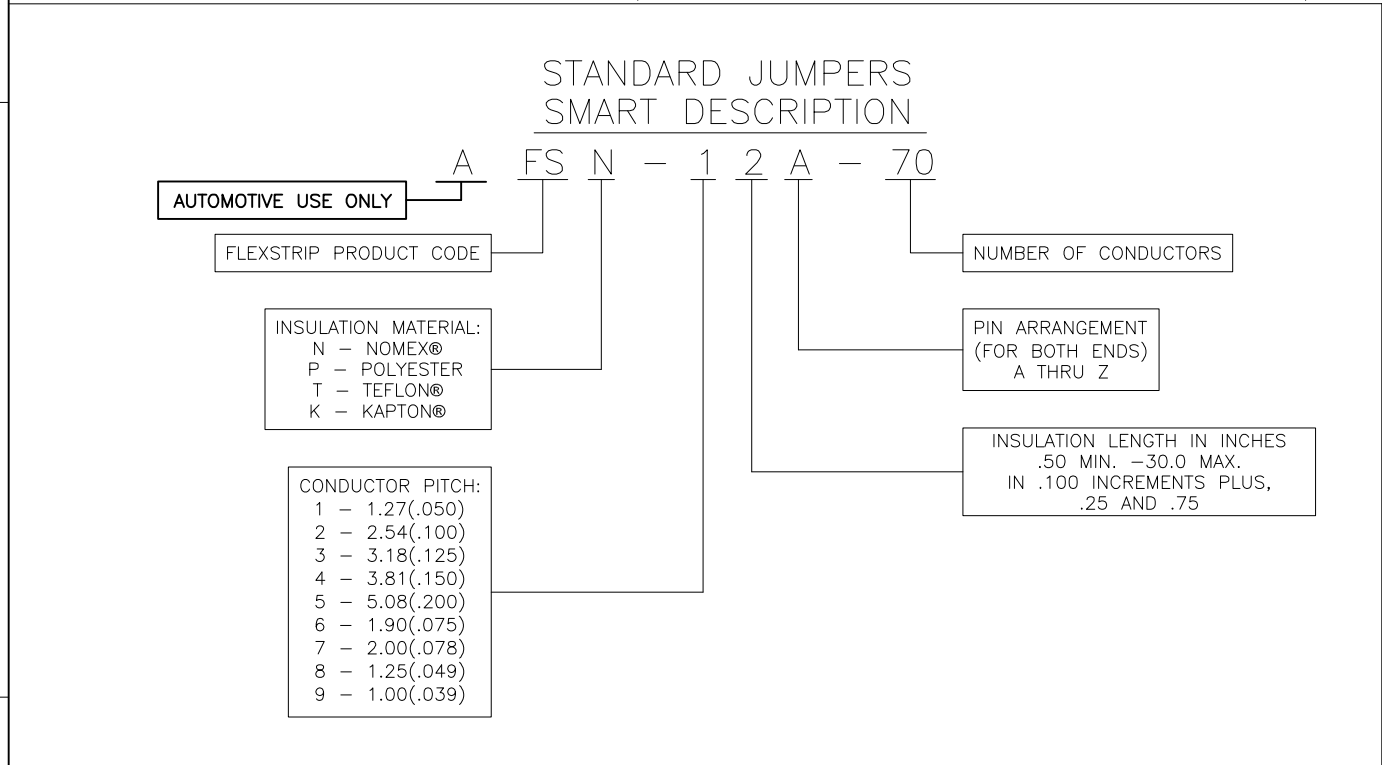 STANDARD JUMPERS
SMART DESCRIPTION
A FS N – 1 2 A – 70
AUTOMOTIVE USE ONLY
FLEXSTRIP PRODUCT CODE
NUMBER OF CONDUCTORS
INSULATION MATERIAL:
N – NOMEX®
P – POLYESTER
T – TEFLON®
K – KAPTON®
PIN ARRANGEMENT
(FOR BOTH ENDS)
A THRU Z
INSULATION LENGTH IN INCHES
.50 MIN. –30.0 MAX.
IN .100 INCREMENTS PLUS,
.25 AND .75
CONDUCTOR PITCH:
1 – 1.27(.050)
2 – 2.54(.100)
3 – 3.18(.125)
4 – 3.81(.150)
5 – 5.08(.200)
6 – 1.90(.075)
7 – 2.00(.078)
8 – 1.25(.049)
9 – 1.00(.039)